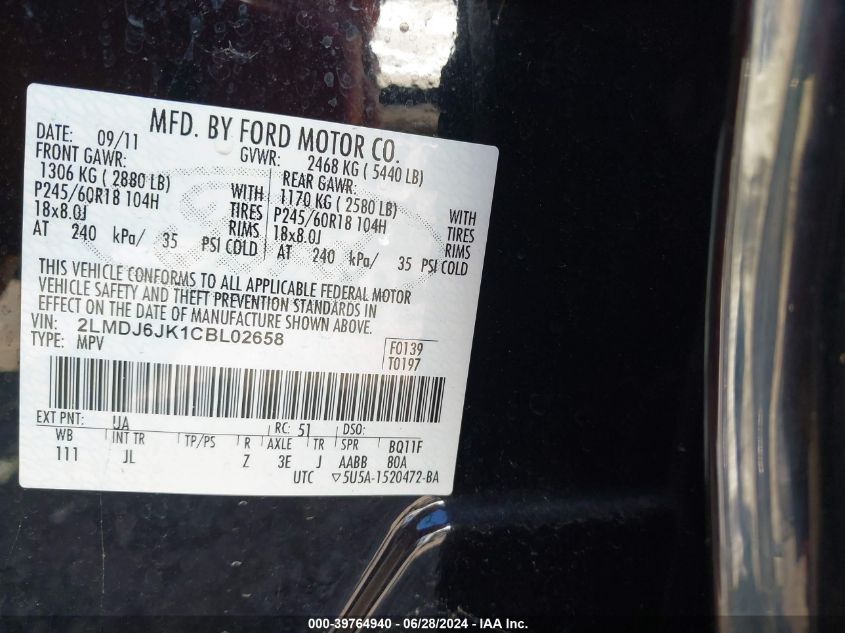 MFD. BY FORD MOTOR CO.
DATE: 09/11 GVWR: 2468 KG ( 5440 LB)
FRONT GAWR: REAR GAWR:
1306 KG ( 2880 LB) WITH 1170 KG ( 2580 LB) WITH
P245/60R18 104H TIRES P245/60R18 104H TIRES
18x8.0J RIMS 18x8.0J RIMS
AT 240 kPa/ 35 PSI COLD AT 240 kPa/ 35 PSI COLD
THIS VEHICLE CONFORMS TO ALL APPLICABLE FEDERAL MOTOR
VEHICLE SAFETY AND THEFT PREVENTION STANDARDS IN
EFFECT ON THE DATE OF MANUFACTURE SHOWN ABOVE.
VIN: 2LMDJ6JK1CBL02658
TYPE: MPV
F0139
T0197
EXT PNT: UA RC: 51 DSO:
WB INT TR TP/PS R AXLE TR SPR BQ11F
111 JL Z 3E J AABB 80A
UTC ▽5U5A-1520472-BA
000-39764940 - 06/28/2024 - IAA Inc.